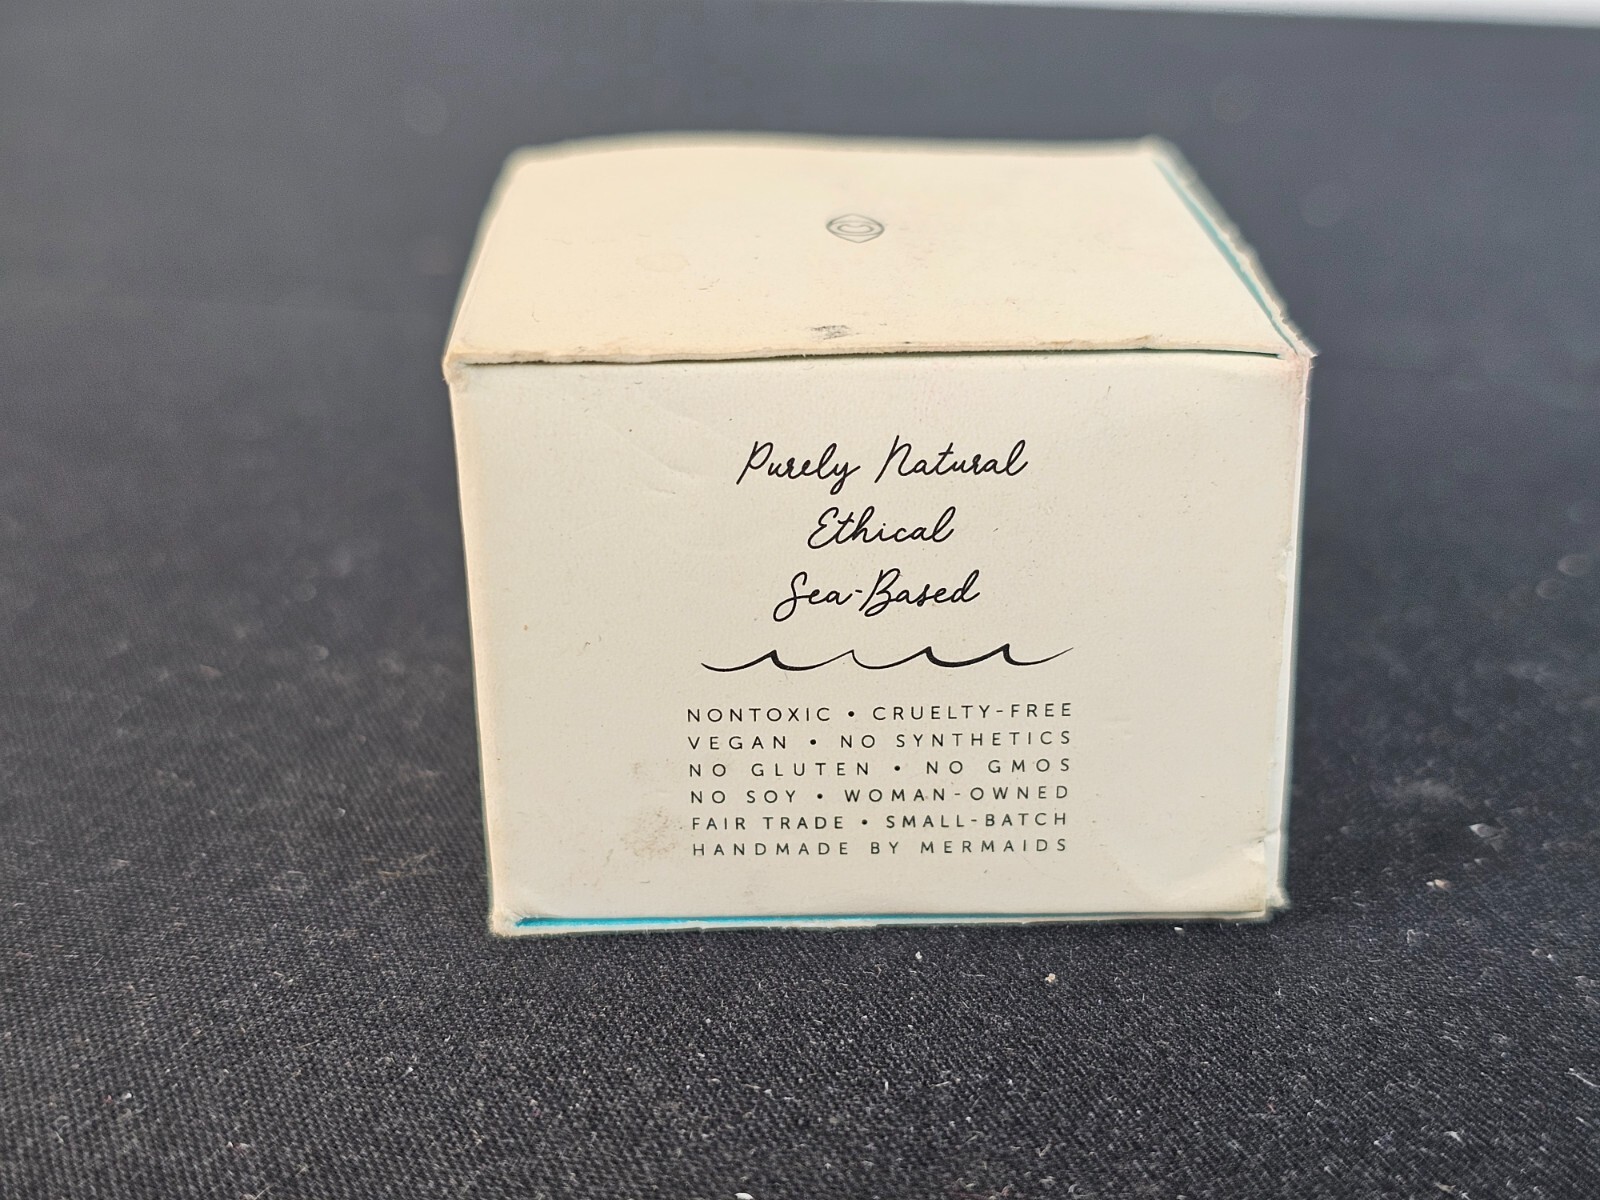 Purely Natural
Ethical
Sea-Based
NONTOXIC • CRUELTY-FREE
VEGAN • NO SYNTHETICS
NO GLUTEN • NO GMOS
NO SOY • WOMAN-OWNED
FAIR TRADE • SMALL-BATCH
HANDMADE BY MERMAIDS